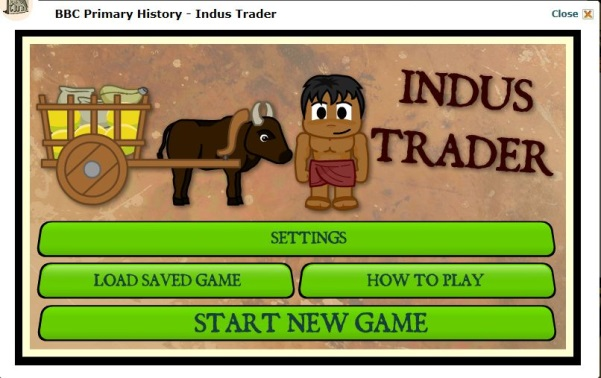 BBC Primary History - Indus Trader
Close
INDUS
TRADER
SETTINGS
LOAD SAVED GAME
HOW TO PLAY
START NEW GAME